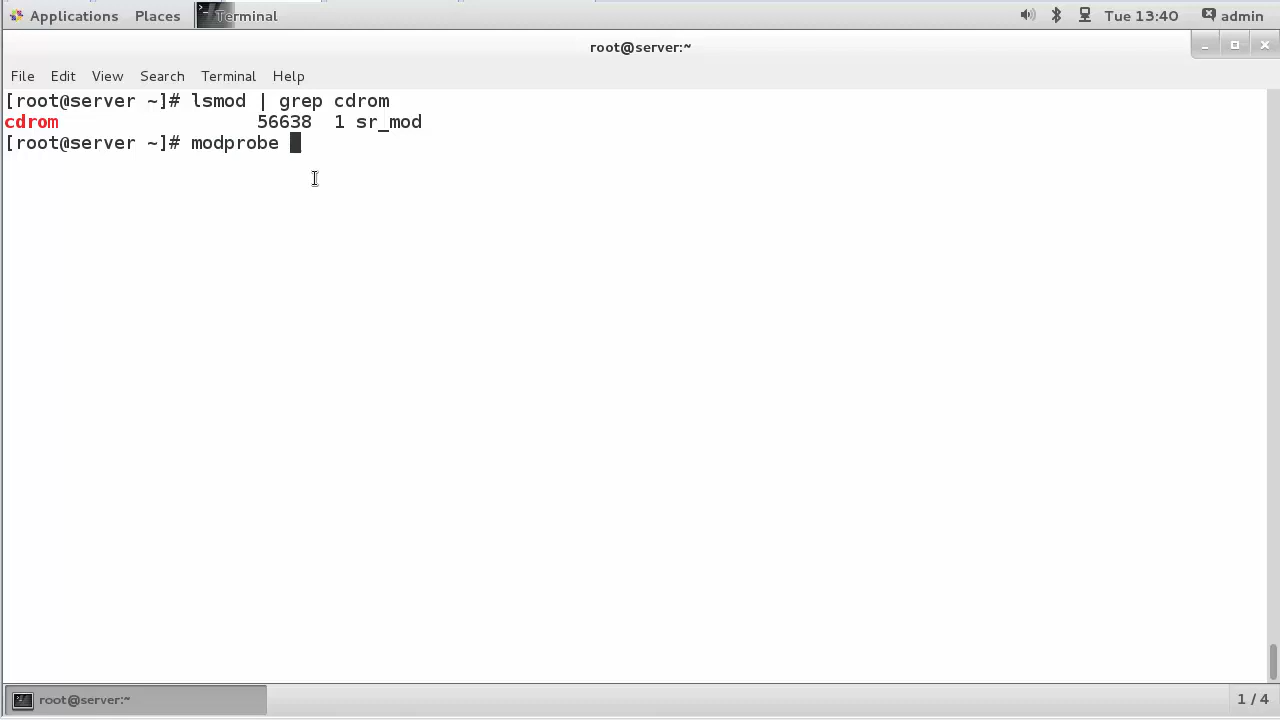 Applications Places Terminal Tue 13:40 admin
root@server:~
File Edit View Search Terminal Help
[root@server ~]# lsmod | grep cdrom
cdrom                  56638  1 sr_mod
[root@server ~]# modprobe
root@server:~ 1 / 4